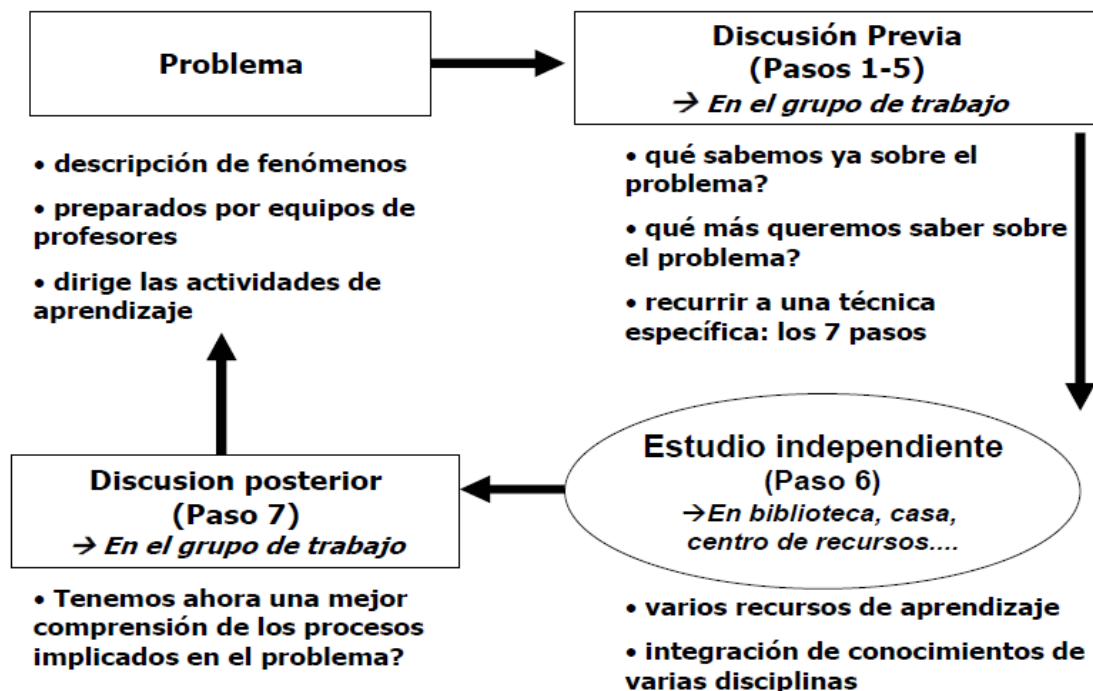 Problema
• descripción de fenómenos
• preparados por equipos de
profesores
• dirige las actividades de
aprendizaje
Discusión Previa
(Pasos 1-5)
→ En el grupo de trabajo
• qué sabemos ya sobre el
problema?
• qué más queremos saber sobre
el problema?
• recurrir a una técnica
específica: los 7 pasos
Estudio independiente
(Paso 6)
→En biblioteca, casa,
centro de recursos....
• varios recursos de aprendizaje
• integración de conocimientos de
varias disciplinas
Discusion posterior
(Paso 7)
→ En el grupo de trabajo
• Tenemos ahora una mejor
comprensión de los procesos
implicados en el problema?